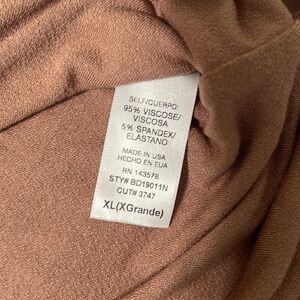 SELF/CUERPO:
95% VISCOSE/
VISCOSA
5% SPANDEX/
ELASTANO
MADE IN USA
HECHO EN EUA
RN 143578
STY# BD19011N
CUT# 3747
XL(XGrande)